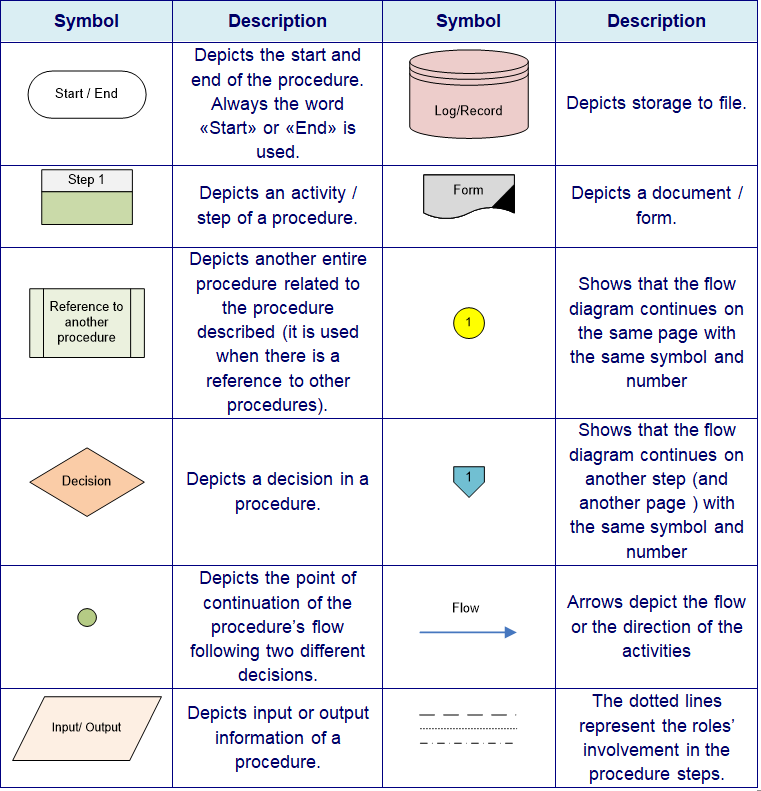 Symbol
Description
Symbol
Description
Start / End
Depicts the start and
end of the procedure.
Always the word
«Start» or «End» is
used.
Log/Record
Depicts storage to file.
Step 1
Depicts an activity /
step of a procedure.
Form
Depicts a document /
form.
Reference to
another
procedure
Depicts another entire
procedure related to
the procedure
described (it is used
when there is a
reference to other
procedures).
1
Shows that the flow
diagram continues on
the same page with
the same symbol and
number
Decision
Depicts a decision in a
procedure.
1
Shows that the flow
diagram continues on
another step (and
another page ) with
the same symbol and
number
Depicts the point of
continuation of the
procedure's flow
following two different
decisions.
Flow
Arrows depict the flow
or the direction of the
activities
Input/ Output
Depicts input or output
information of a
procedure.
The dotted lines
represent the roles'
involvement in the
procedure steps.